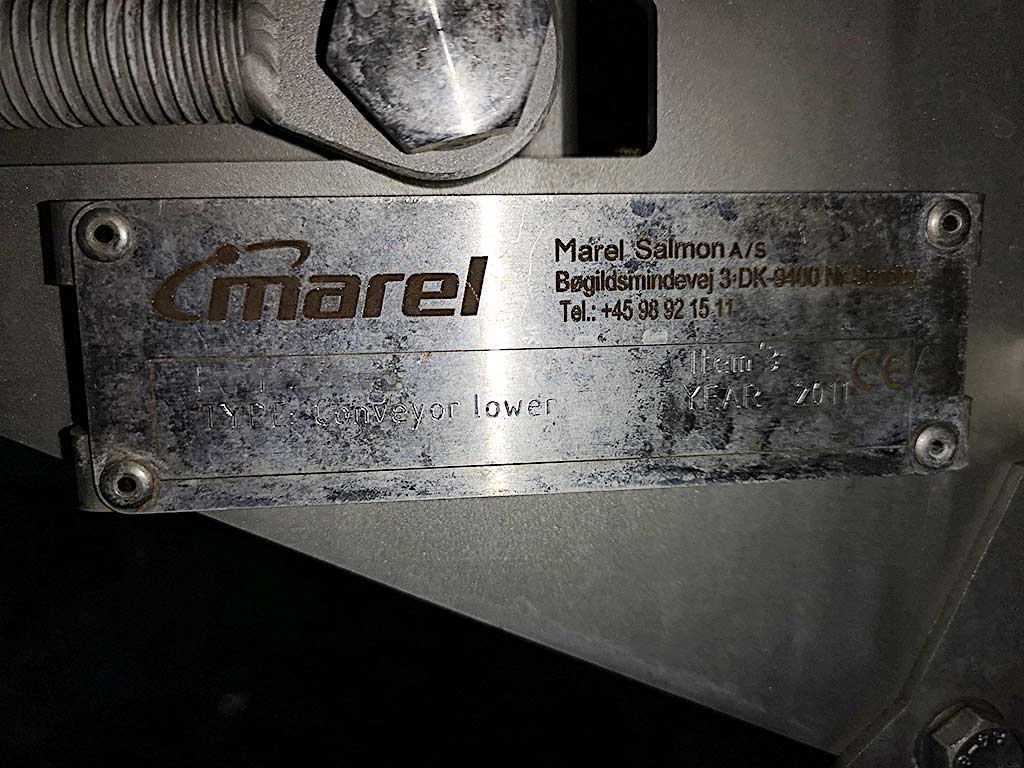 marel
Marel Salmon A/S
Bøgildsmindevej 3·DK-9400
Tel.: +45 98 92 15 11
Item 3
TYPE Conveyor lower
YEAR 2011
CE